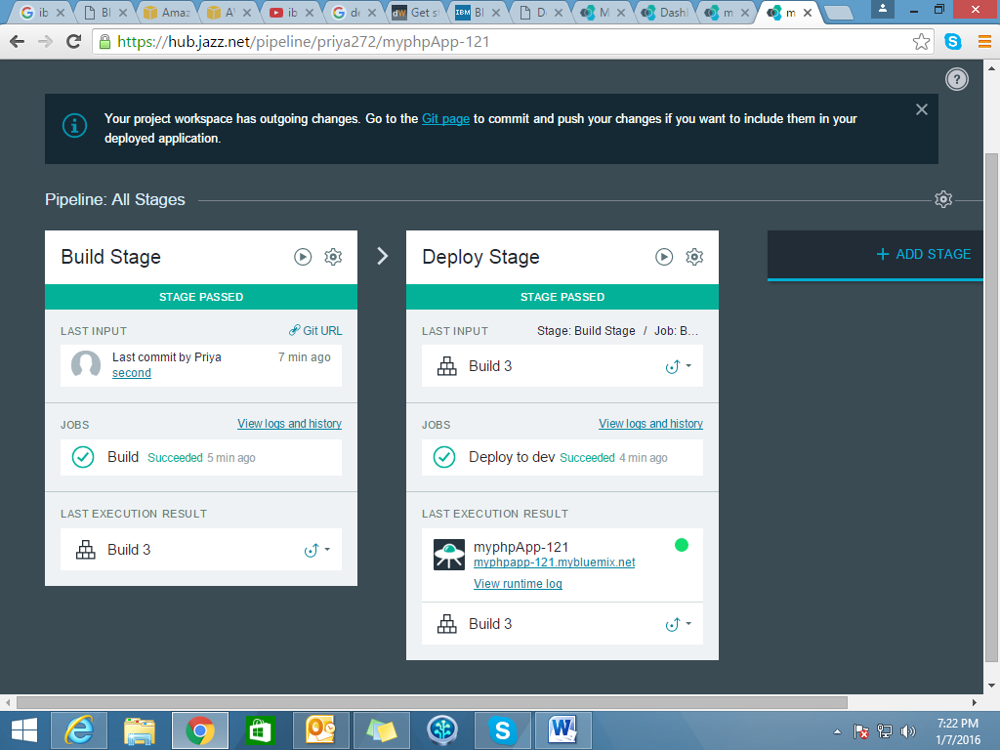 ib
Bl
Amaz
AV
ib
de
dW Get s
IBM Bl
D
M
Dash
m
m
https://hub.jazz.net/pipeline/priya272/myphpApp-121
?
Your project workspace has outgoing changes. Go to the Git page to commit and push your changes if you want to include them in your
deployed application.
Pipeline: All Stages
Build Stage
STAGE PASSED
LAST INPUT Git URL
Last commit by Priya 7 min ago
second
JOBS View logs and history
Build Succeeded 5 min ago
LAST EXECUTION RESULT
Build 3
Deploy Stage
STAGE PASSED
LAST INPUT Stage: Build Stage / Job: B...
Build 3
JOBS View logs and history
Deploy to dev Succeeded 4 min ago
LAST EXECUTION RESULT
myphpApp-121
myphpapp-121.mybluemix.net
View runtime log
Build 3
+ ADD STAGE
7:22 PM
1/7/2016